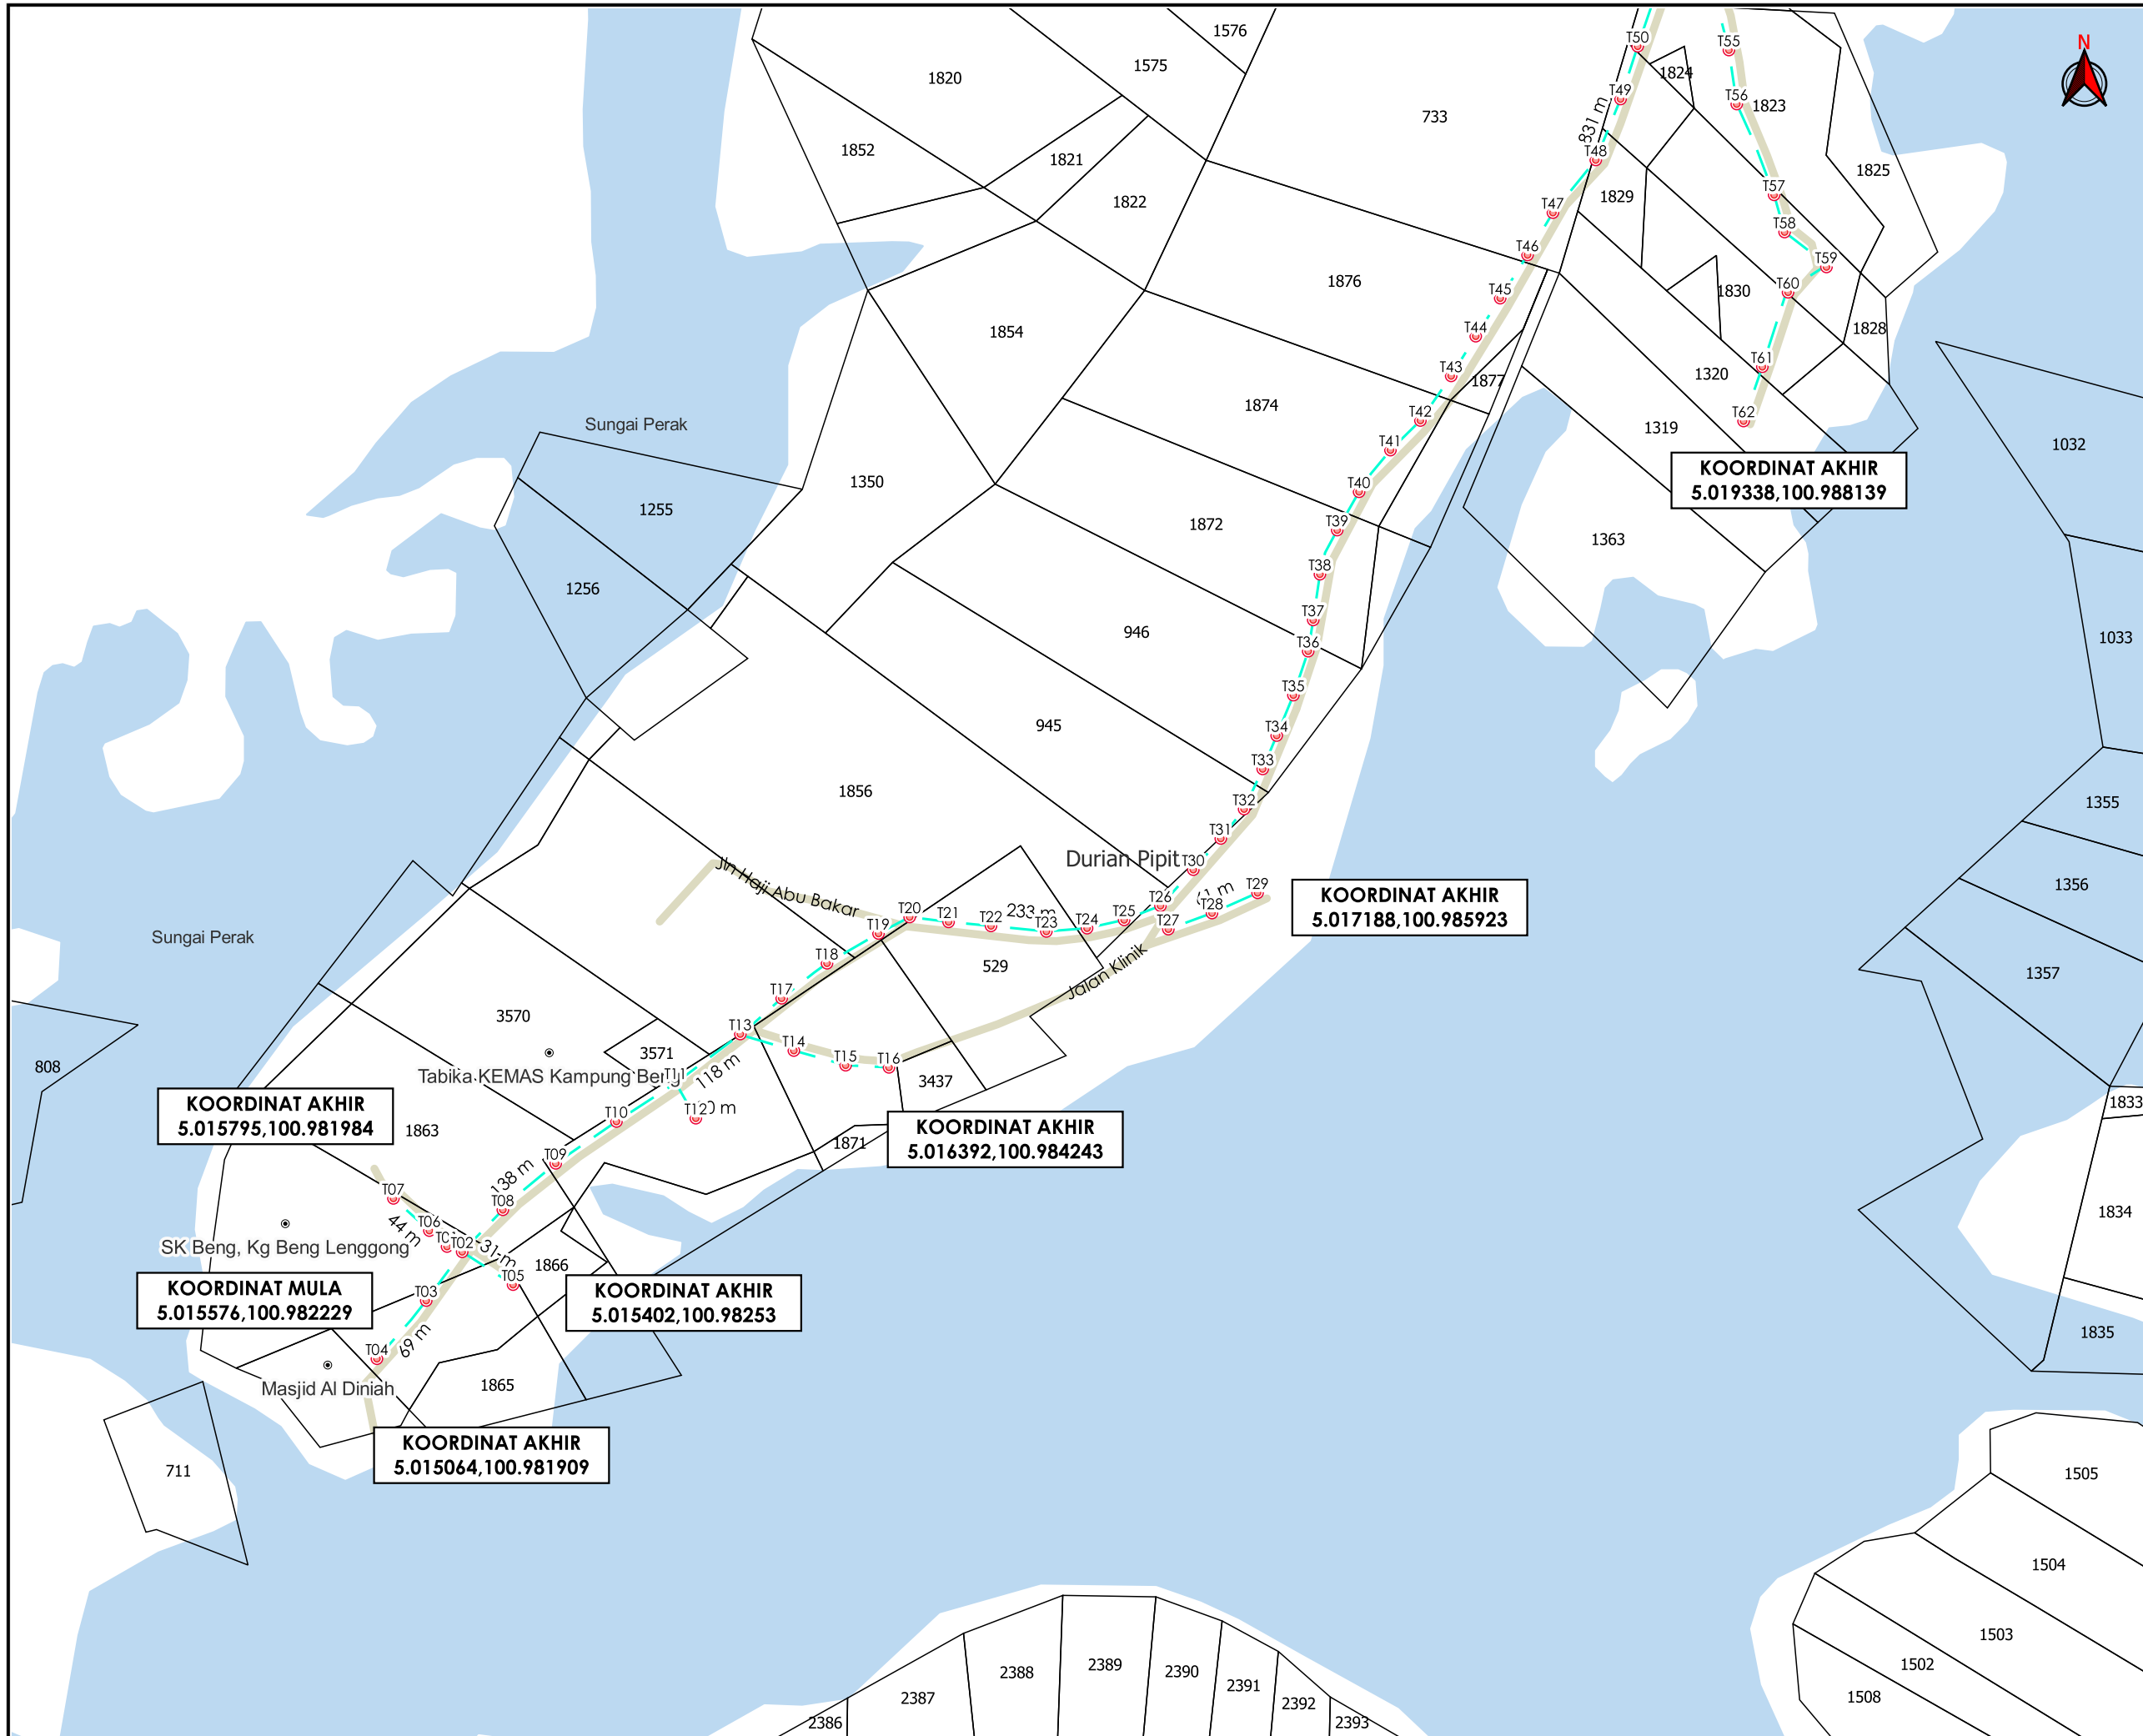 N
1576
1575
1820
T50
T55
1824
T49
T56
1823
733
831 m
1852
1821
T48
1825
1822
1829
T57
T47
T58
T46
T59
1876
T60
1830
T45
1854
1828
T44
T61
T43
1877
1320
1874
T42
T62
Sungai Perak
1319
1032
T41
KOORDINAT AKHIR
5.019338,100.988139
1350
T40
1255
1872
T39
1363
T38
1256
T37
946
1033
T36
T35
945
T34
T33
1856
T32
1355
T31
Durian Pipit
T30
Jln Haji Abu Bakar
T29
T28
1356
KOORDINAT AKHIR
5.017188,100.985923
T26
T20
T21
T22
233 m
T23
T24
T25
T27
T19
Sungai Perak
T18
529
Jalan Klinik
1357
T17
3570
T13
T14
3571
T15
T16
808
Tabika KEMAS Kampung Beng
T11
118 m
3437
KOORDINAT AKHIR
5.015795,100.981984
T12
T10
1833
1863
KOORDINAT AKHIR
5.016392,100.984243
1871
T09
138 m
T07
T08
1834
T06
44 m
T02
SK Beng, Kg Beng Lenggong
31 m
1866
T05
KOORDINAT MULA
5.015576,100.982229
T03
KOORDINAT AKHIR
5.015402,100.98253
69 m
1835
T04
Masjid Al Diniah
1865
KOORDINAT AKHIR
5.015064,100.981909
711
1505
1504
1503
1502
1508
2386
2387
2388
2389
2390
2391
2392
2393